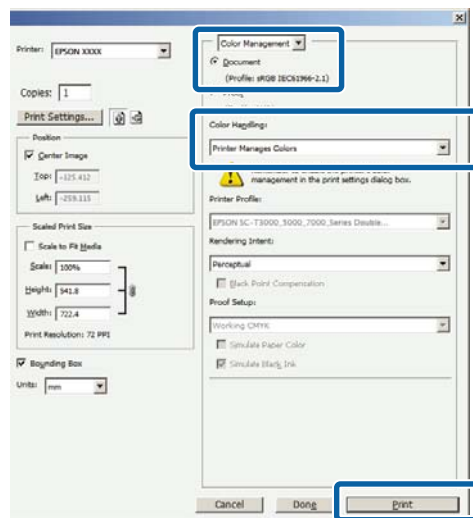 Printer: EPSON XXXX
Copies: 1
Print Settings...
Position
Center Image
Top: -125.412
Left: -259.115
Scaled Print Size
Scale to Fit Media
Scale: 100%
Height: 541.8
Width: 722.4
Print Resolution: 72 PPI
Bounding Box
Units: mm
Color Management
Document
(Profile: sRGB IEC61966-2.1)
Color Handling:
Printer Manages Colors
management in the print settings dialog box.
Printer Profile:
EPSON SC-T3000_5000_7000_Series Double...
Rendering Intent:
Perceptual
Black Point Compensation
Proof Setup:
Working CMYK
Simulate Paper Color
Simulate Black Ink
Cancel
Done
Print